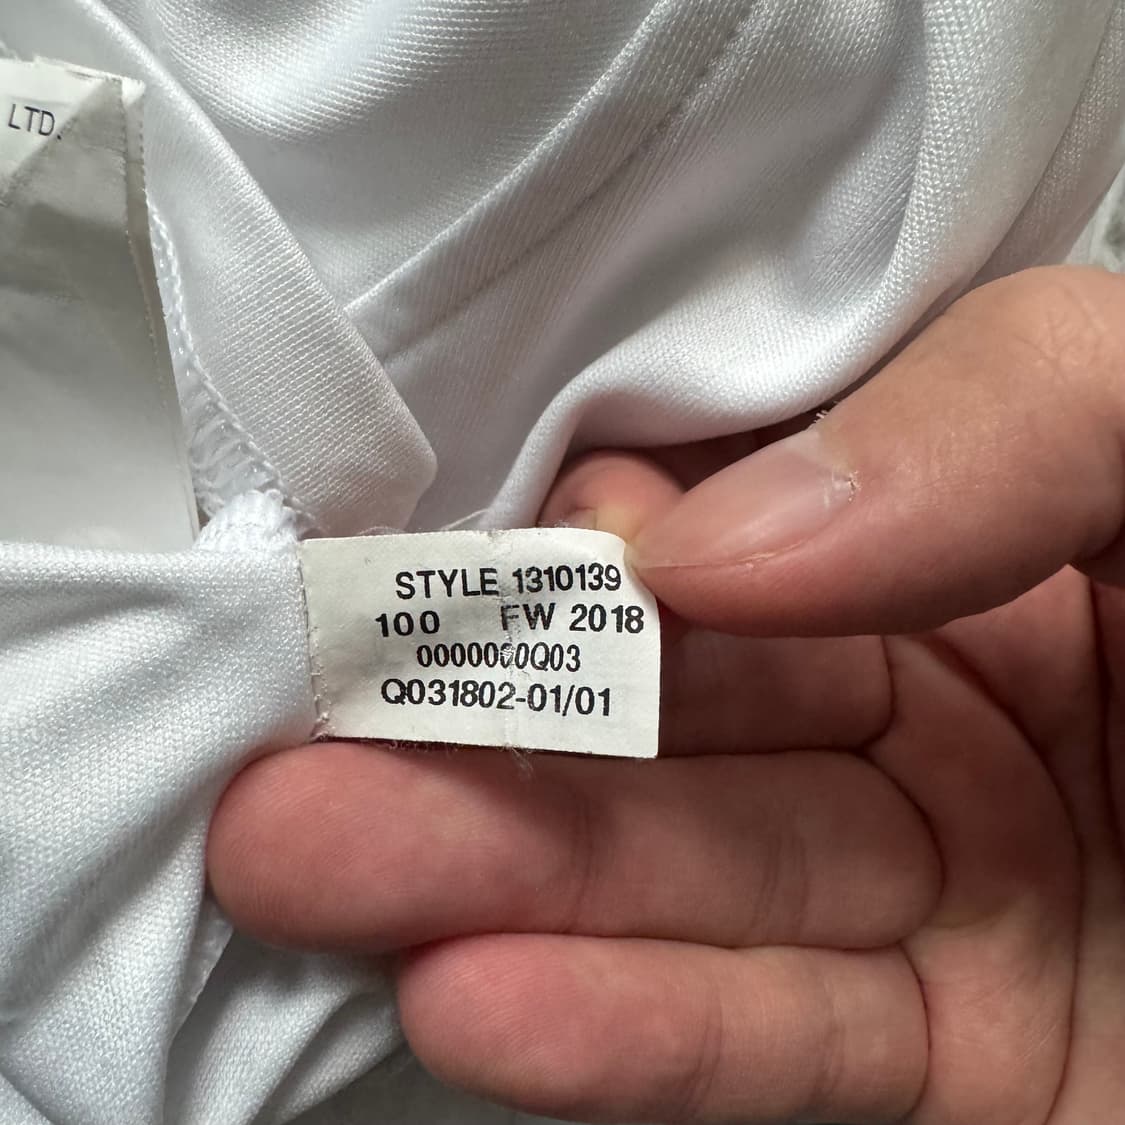 LTD.
STYLE 1310139
100 FW 2018
0000000Q03
Q031802-01/01